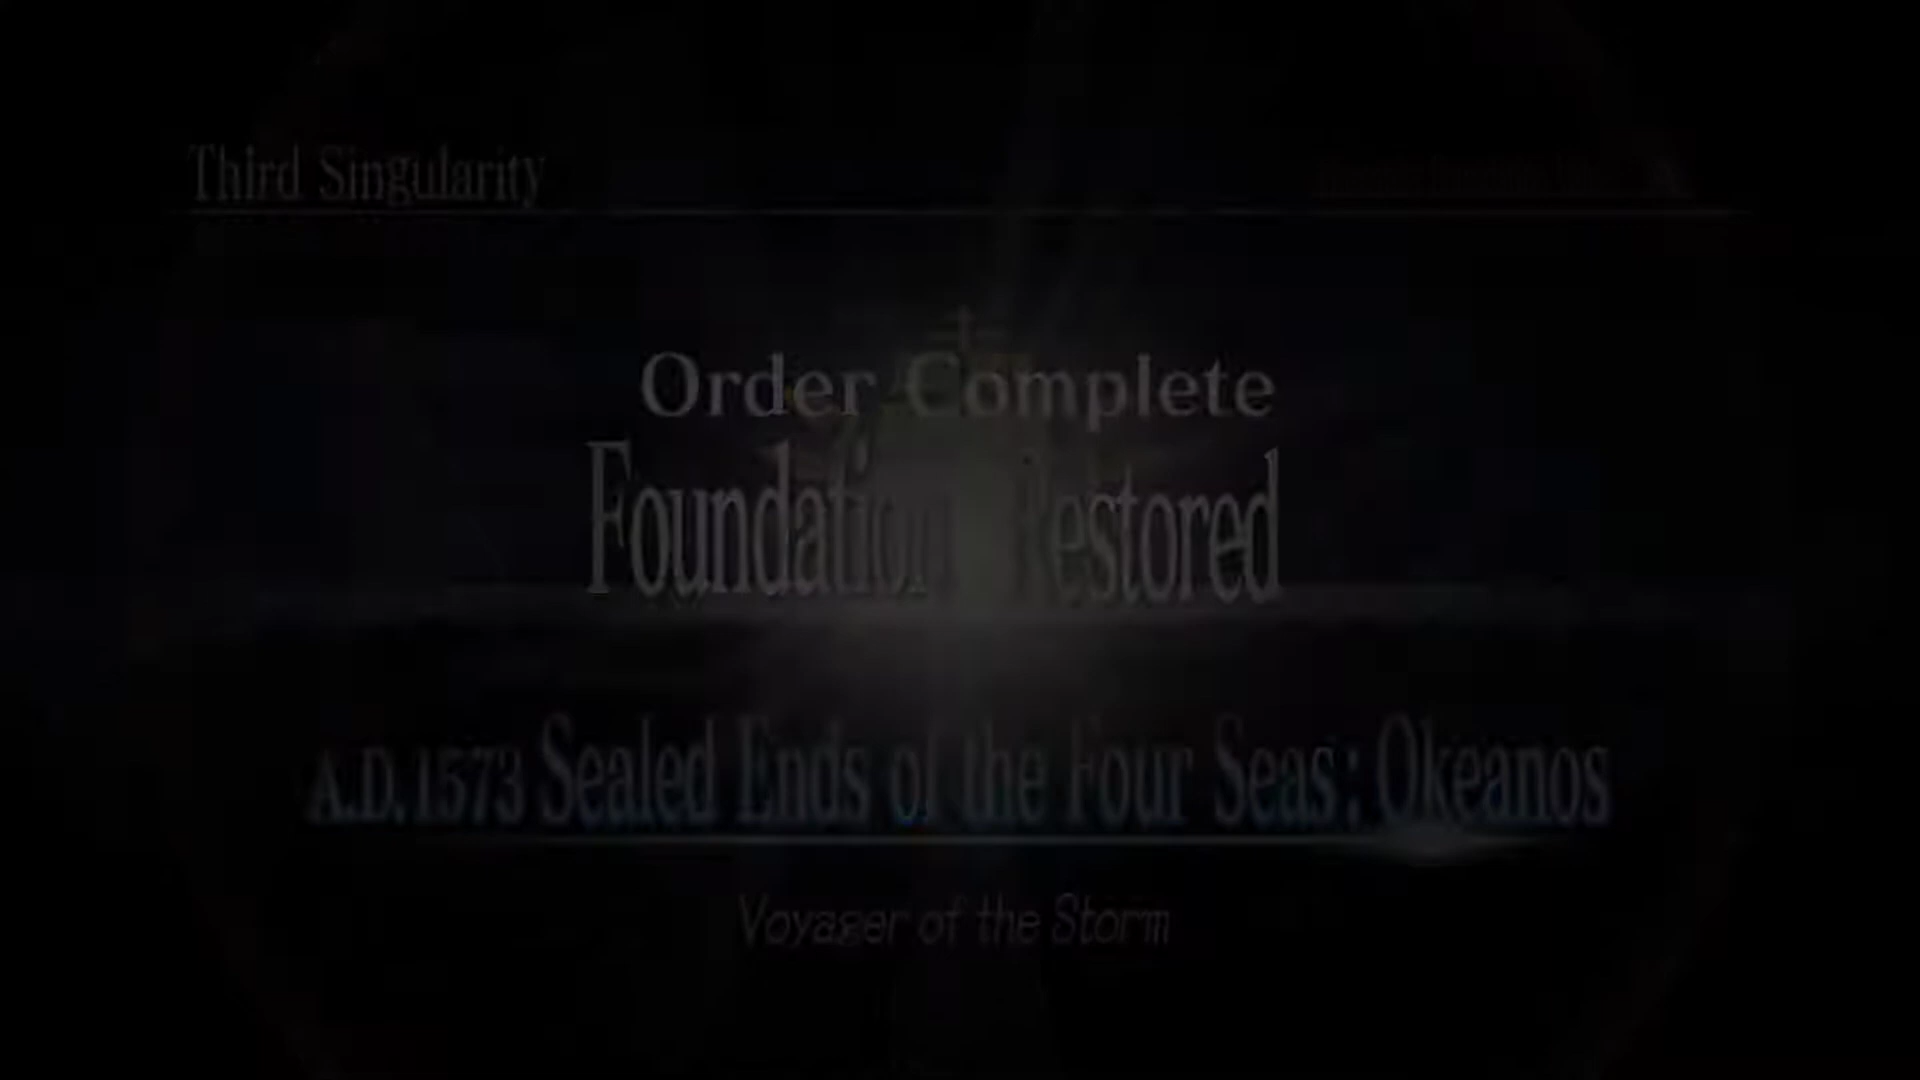 Third Singularity
Order Complete
Foundation Restored
A.D.1573 Sealed Ends of the Four Seas: Okeanos
Voyager of the Storm